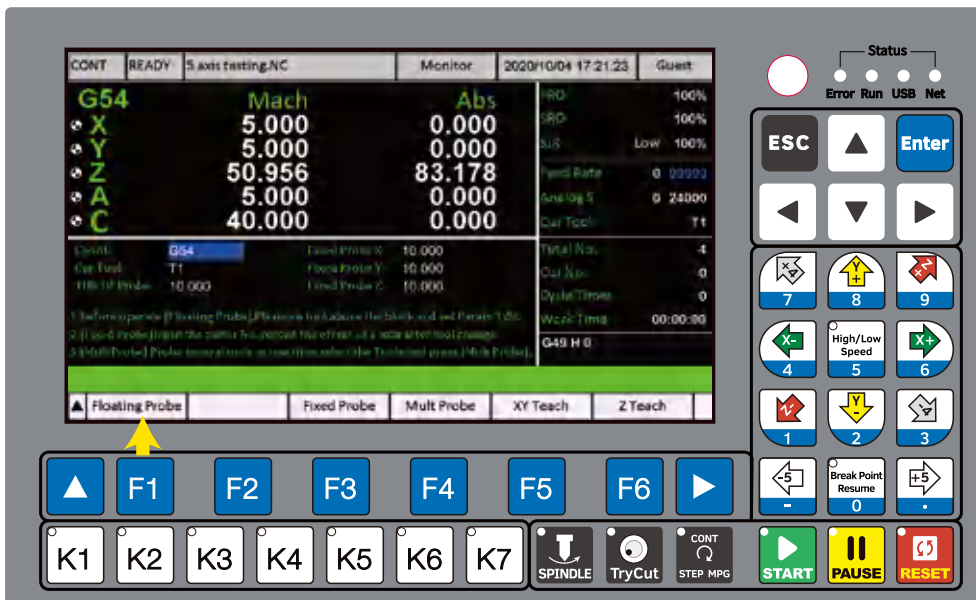 Status
Error Run USB Net
CONT READY 5 axis testing.NC Monitor 2020/10/04 17:21:23 Guest
G54 Mach Abs
X 5.000 0.000
Y 5.000 0.000
Z 50.956 83.178
A 5.000 0.000
C 40.000 0.000
FRO 100%
SRO 100%
SJR Low 100%
Feed Rate 0 99999
Analog S 0 24000
Cur Tool T1
Total No. 4
Cur No. 0
Cycle Times 0
Work Time 00:00:00
G49 H 0
G54 Fixed Probe X 10.000
Cur Tool T1 Fixed Probe Y 10.000
10.000 Fixed Probe Z 10.000
▲ Floating Probe Fixed Probe Mult Probe XY Teach Z Teach
ESC Enter
X4 7
Y+ 8
9
X- 4
High/Low Speed 5
X+ 6
1
Y- 2
3
-5 -
Break Point Resume 0
+5 .
F1 F2 F3 F4 F5 F6
K1 K2 K3 K4 K5 K6 K7
SPINDLE TryCut CONT STEP MPG START PAUSE RESET